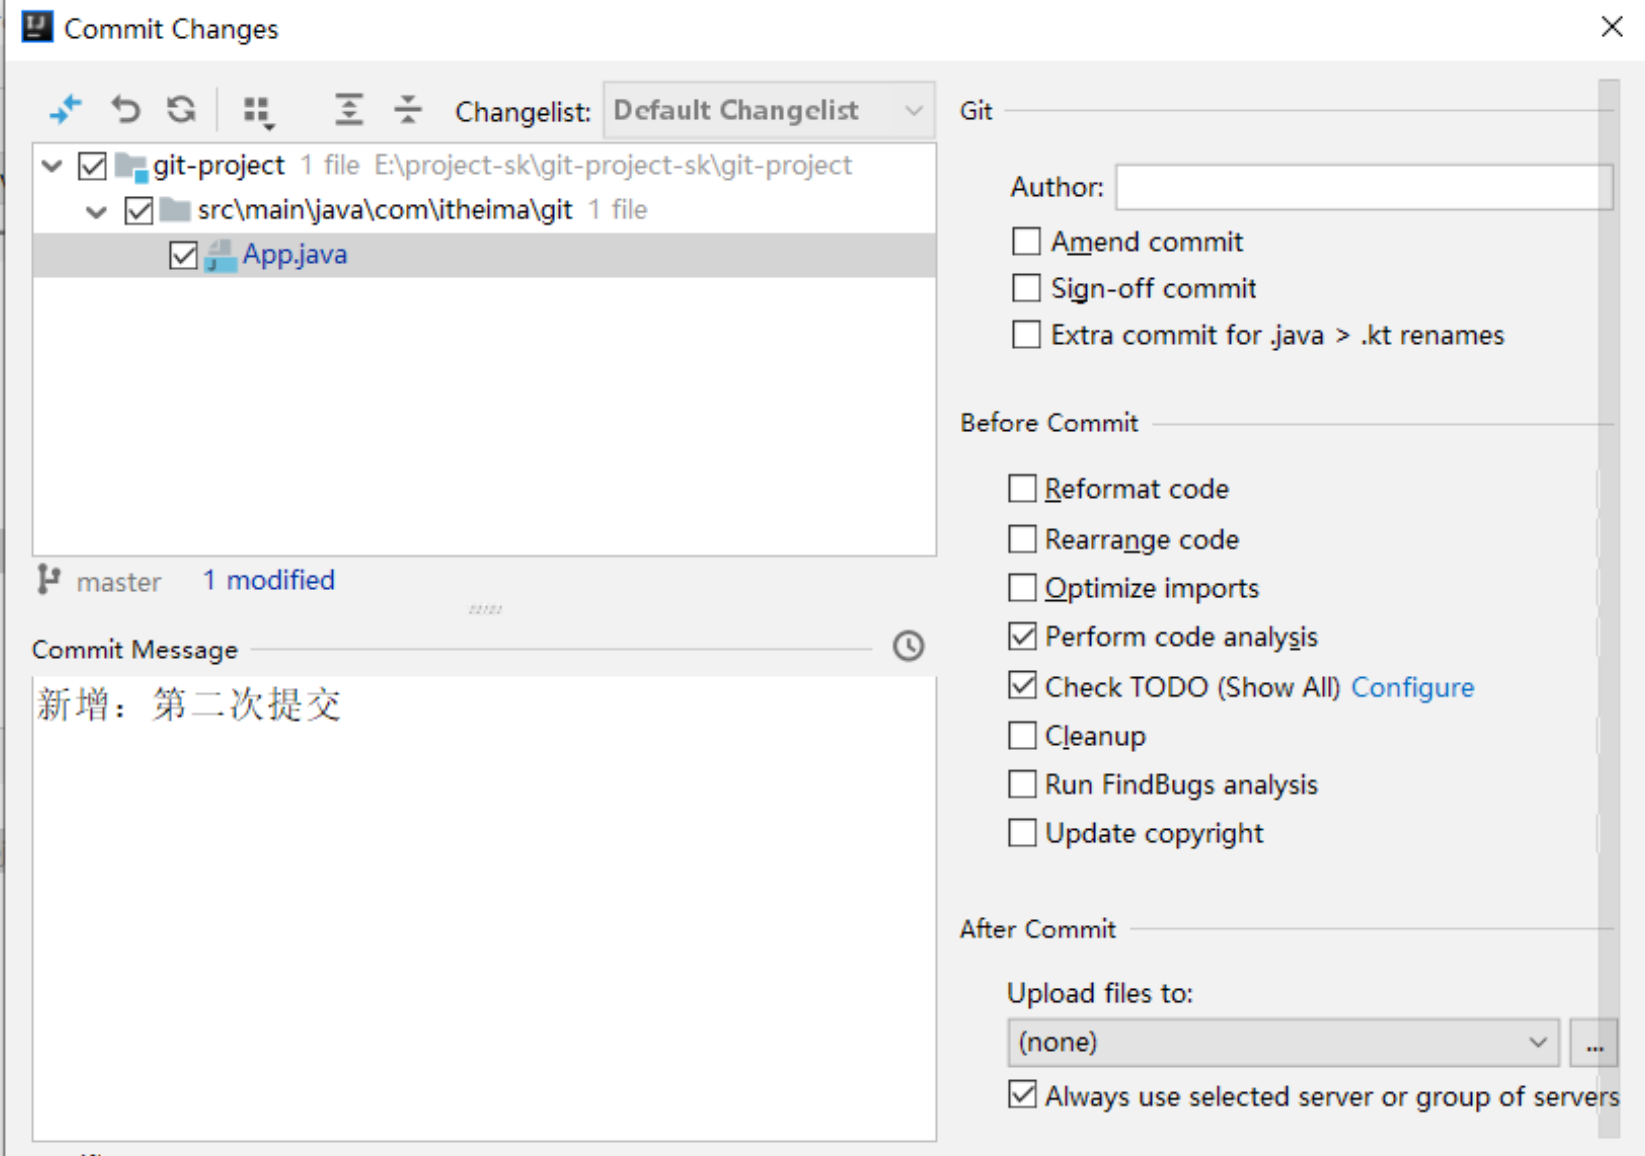 Commit Changes
Changelist: Default Changelist
git-project 1 file E:\project-sk\git-project-sk\git-project
src\main\java\com\itheima\git 1 file
App.java
master 1 modified
Commit Message
新增：第二次提交
Git
Author:
Amend commit
Sign-off commit
Extra commit for .java > .kt renames
Before Commit
Reformat code
Rearrange code
Optimize imports
Perform code analysis
Check TODO (Show All) Configure
Cleanup
Run FindBugs analysis
Update copyright
After Commit
Upload files to:
(none)
...
Always use selected server or group of servers